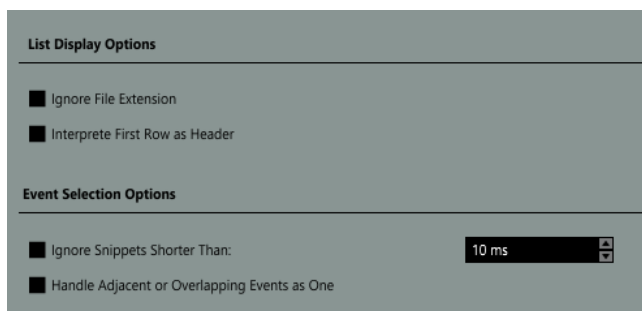 List Display Options
Ignore File Extension
Interprete First Row as Header
Event Selection Options
Ignore Snippets Shorter Than: 10 ms
Handle Adjacent or Overlapping Events as One